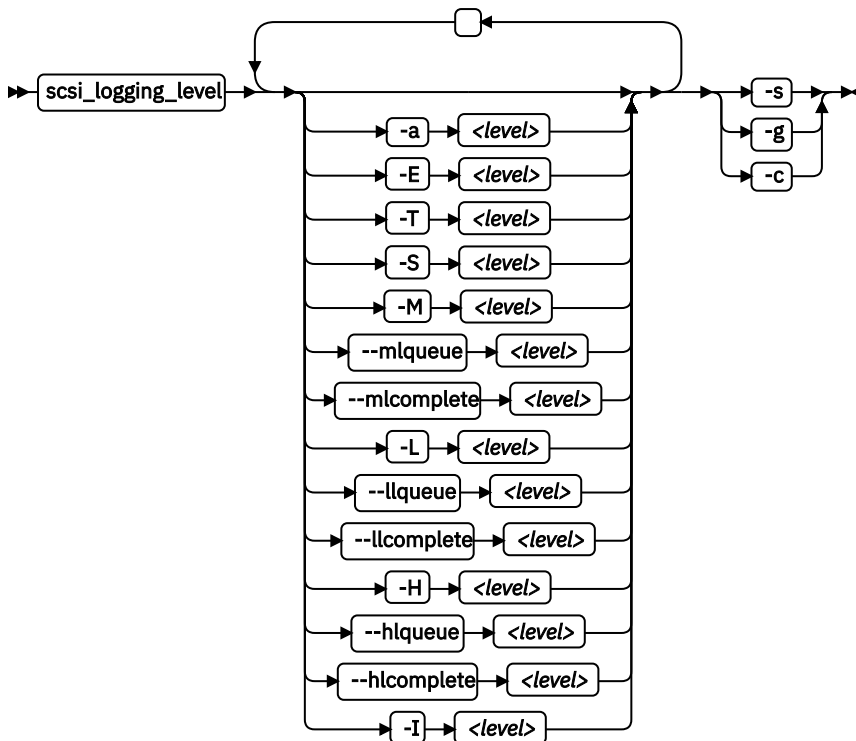 scsi_logging_level -s
-a <level> -g
-E <level> -c
-T <level>
-S <level>
-M <level>
--mlqueue <level>
--mlcomplete <level>
-L <level>
--llqueue <level>
--llcomplete <level>
-H <level>
--hlqueue <level>
--hlcomplete <level>
-I <level>